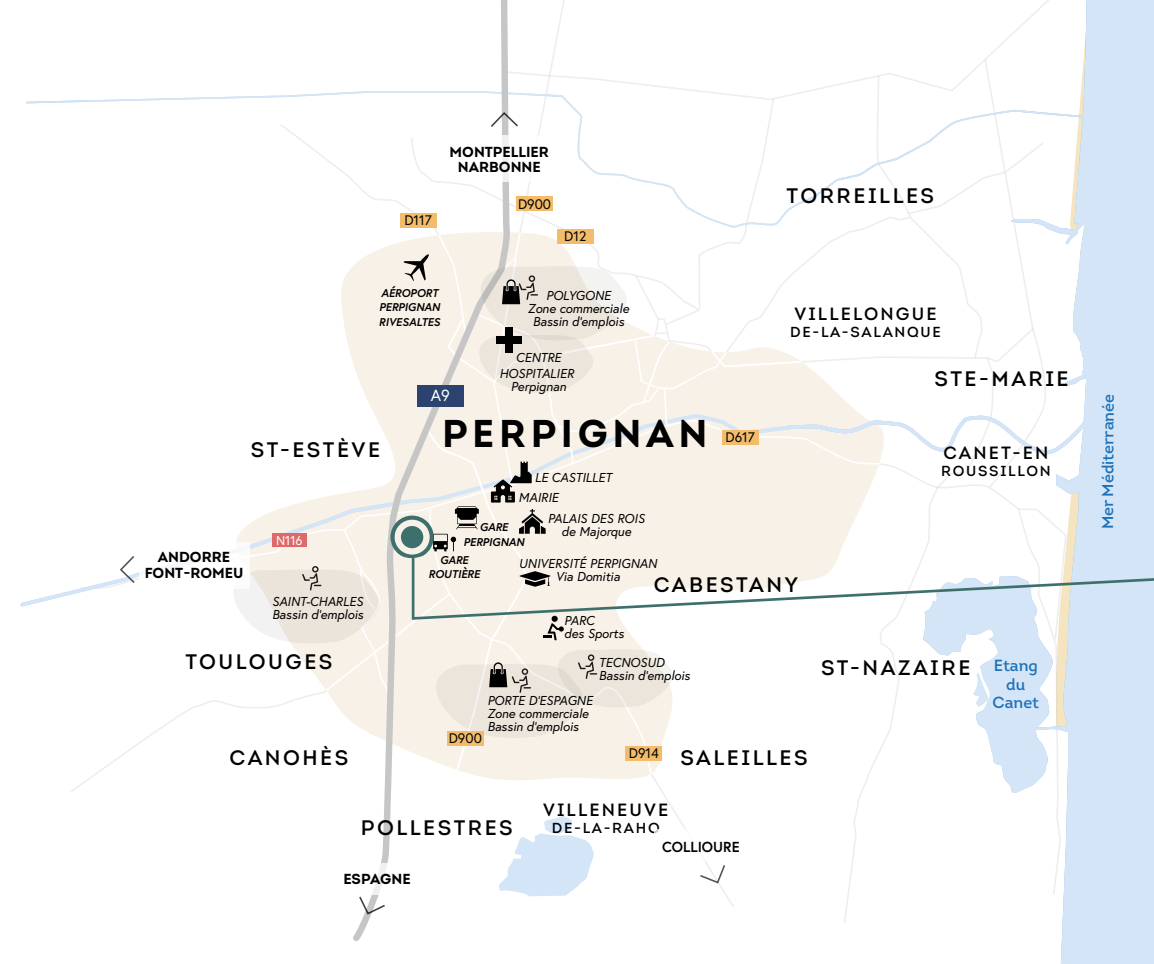 MONTPELLIER
NARBONNE
TORREILLES
D900
D117
D12
AÉROPORT
PERPIGNAN
RIVESALTES
POLYGONE
Zone commerciale
Bassin d'emplois
VILLELONGUE
DE-LA-SALANQUE
CENTRE
HOSPITALIER
Perpignan
STE-MARIE
A9
PERPIGNAN
D617
ST-ESTÈVE
CANET-EN
ROUSSILLON
Mer Méditerranée
LE CASTILLET
MAIRIE
PALAIS DES ROIS
de Majorque
GARE
PERPIGNAN
N116
ANDORRE
FONT-ROMEU
GARE
ROUTIÈRE
UNIVERSITÉ PERPIGNAN
Via Domitia
CABESTANY
SAINT-CHARLES
Bassin d'emplois
PARC
des Sports
TOULOUGES
TECNOSUD
Bassin d'emplois
ST-NAZAIRE
Etang
du
Canet
PORTE D'ESPAGNE
Zone commerciale
Bassin d'emplois
D900
D914
CANOHÈS
SALEILLES
VILLENEUVE
DE-LA-RAHO
POLLESTRES
COLLIOURE
ESPAGNE